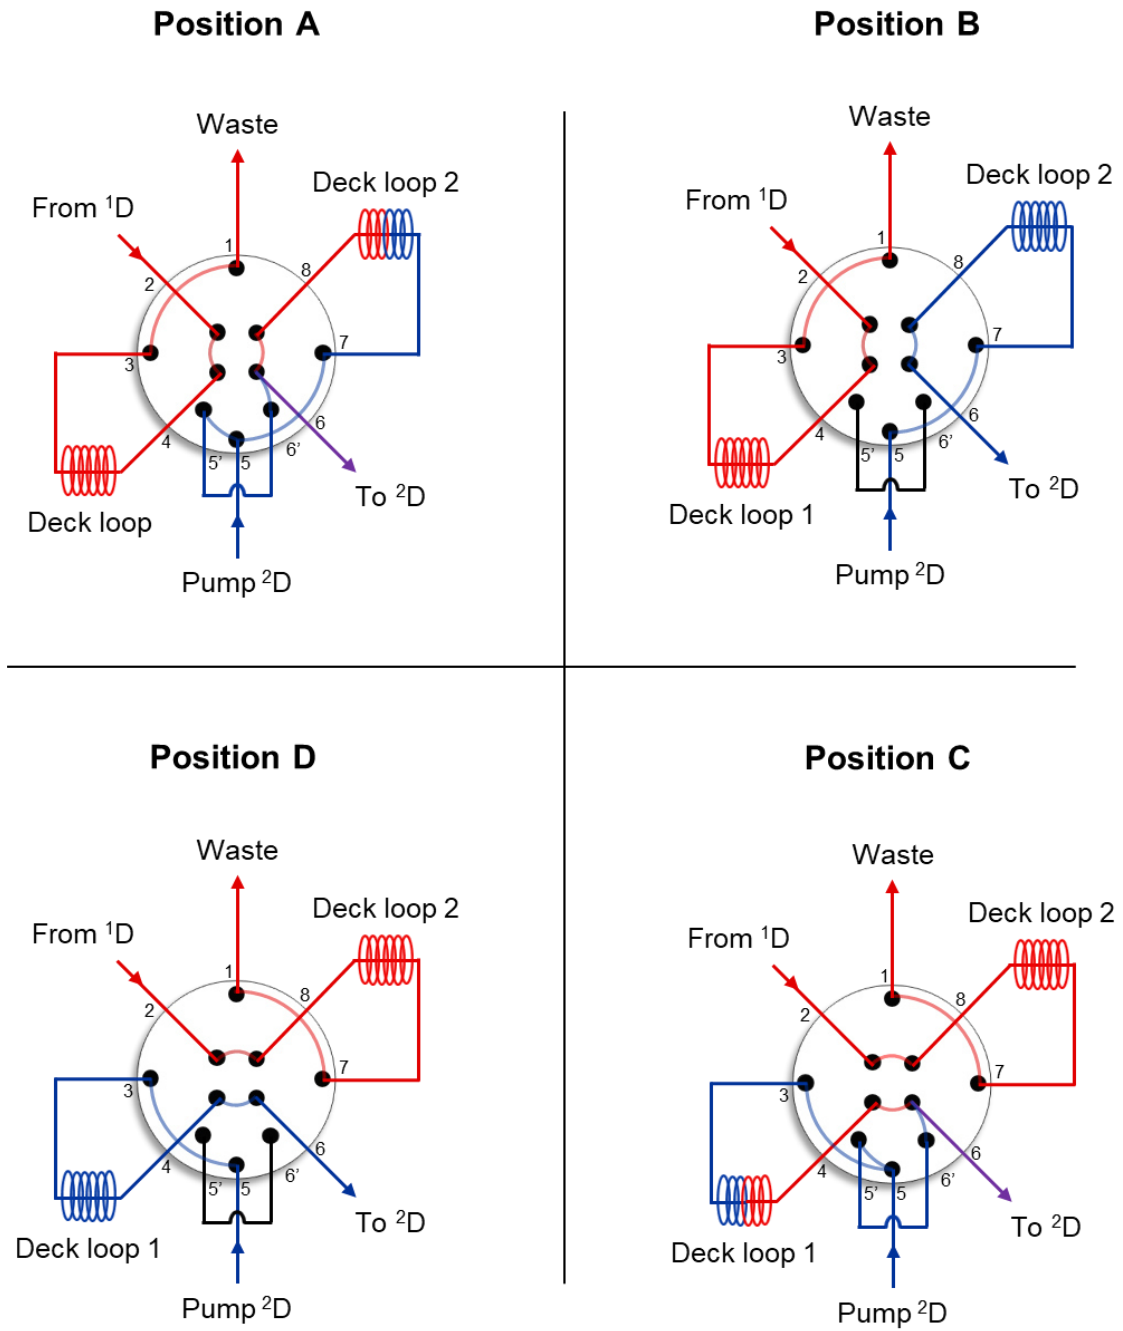 Position A
Waste
Deck loop 2
From ¹D
1
8
2
7
3
6
4
5’
5
6’
To ²D
Deck loop
Pump ²D
Position B
Waste
Deck loop 2
From ¹D
1
8
2
7
3
6
4
5’
5
6’
To ²D
Deck loop 1
Pump ²D
Position D
Waste
Deck loop 2
From ¹D
1
8
2
7
3
6
4
5’
5
6’
To ²D
Deck loop 1
Pump ²D
Position C
Waste
Deck loop 2
From ¹D
1
8
2
7
3
6
4
5’
5
6’
To ²D
Deck loop 1
Pump ²D